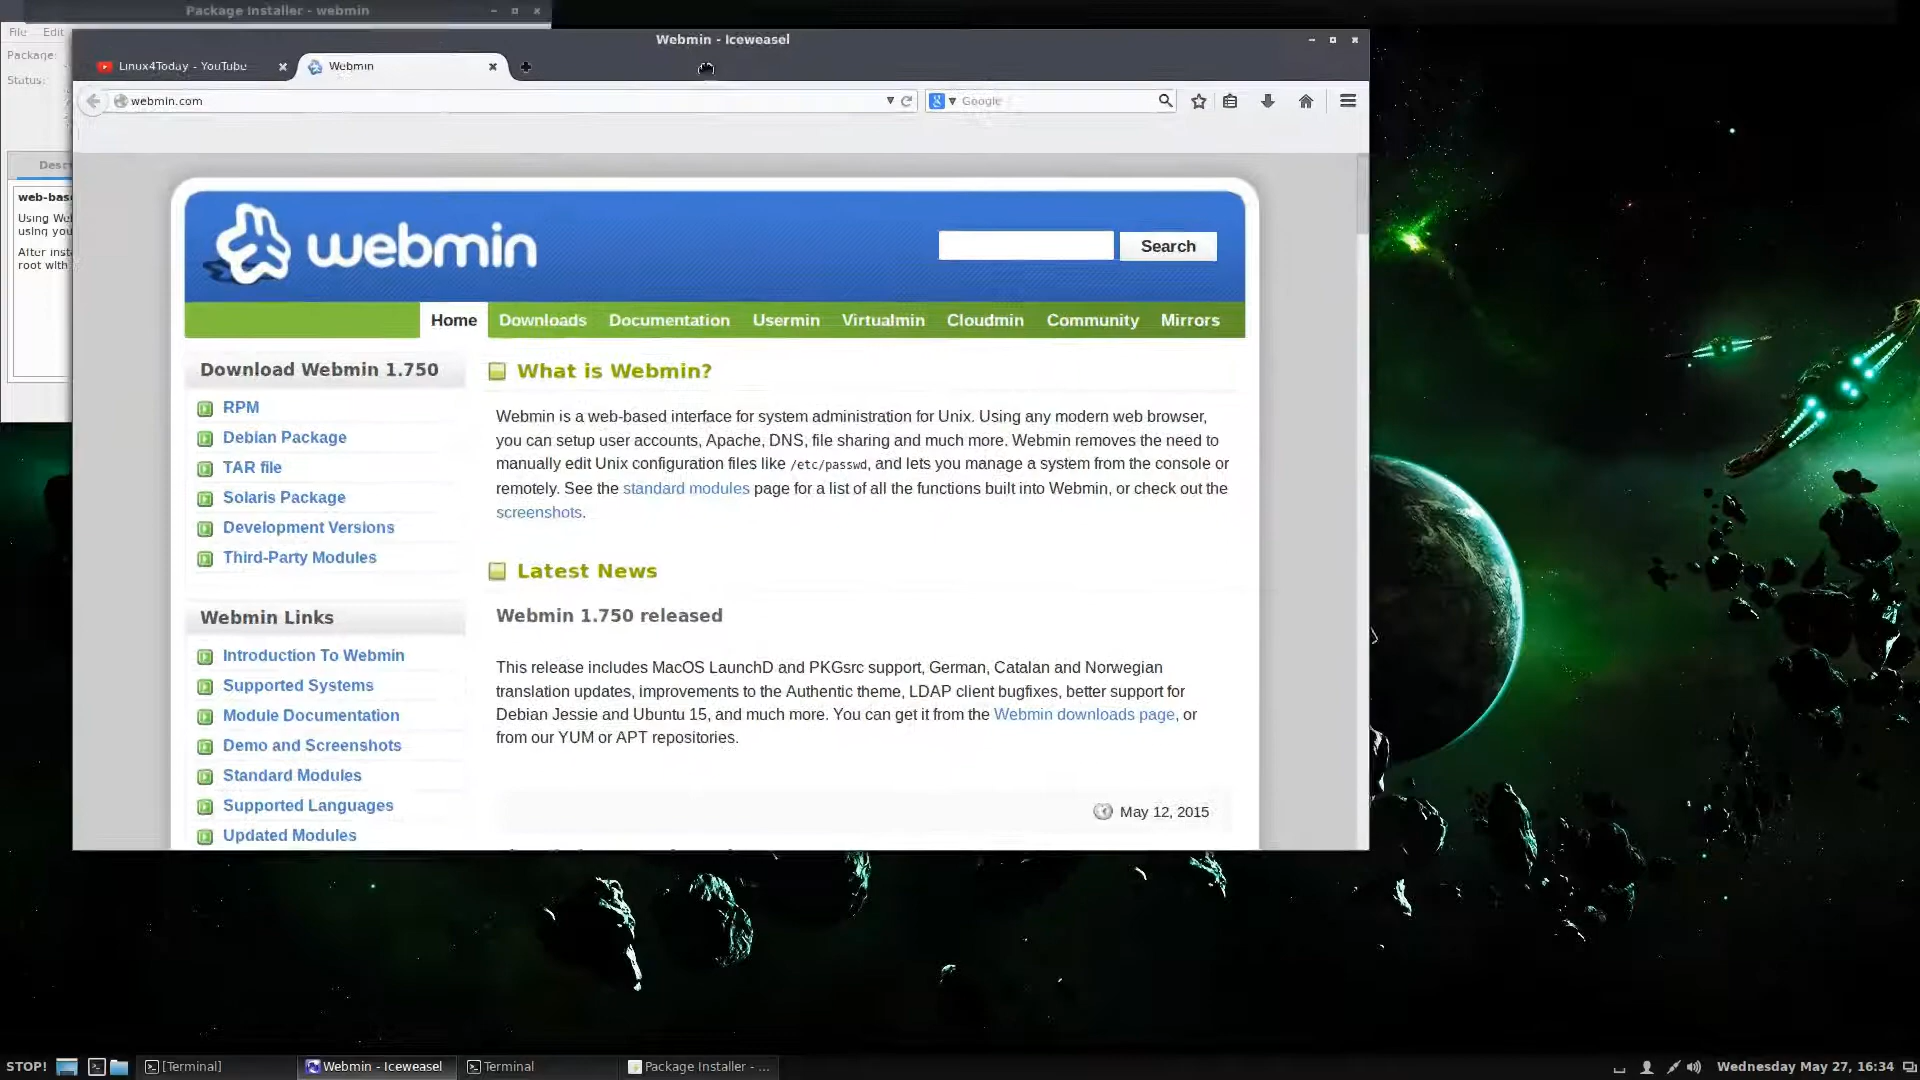 Package Installer - webmin
File Edit
Package:
Status:
Webmin - Iceweasel
Linux4Today - YouTube
Webmin
webmin.com
Google
web-bas
Using We
using you
After inst
root with
webmin
Search
Home Downloads Documentation Usermin Virtualmin Cloudmin Community Mirrors
Download Webmin 1.750
RPM
Debian Package
TAR file
Solaris Package
Development Versions
Third-Party Modules
Webmin Links
Introduction To Webmin
Supported Systems
Module Documentation
Demo and Screenshots
Standard Modules
Supported Languages
Updated Modules
What is Webmin?
Webmin is a web-based interface for system administration for Unix. Using any modern web browser,
you can setup user accounts, Apache, DNS, file sharing and much more. Webmin removes the need to
manually edit Unix configuration files like /etc/passwd, and lets you manage a system from the console or
remotely. See the standard modules page for a list of all the functions built into Webmin, or check out the
screenshots.
Latest News
Webmin 1.750 released
This release includes MacOS LaunchD and PKGsrc support, German, Catalan and Norwegian
translation updates, improvements to the Authentic theme, LDAP client bugfixes, better support for
Debian Jessie and Ubuntu 15, and much more. You can get it from the Webmin downloads page, or
from our YUM or APT repositories.
May 12, 2015
STOP!
[Terminal]
Webmin - Iceweasel
Terminal
Package Installer - ...
Wednesday May 27, 16:34